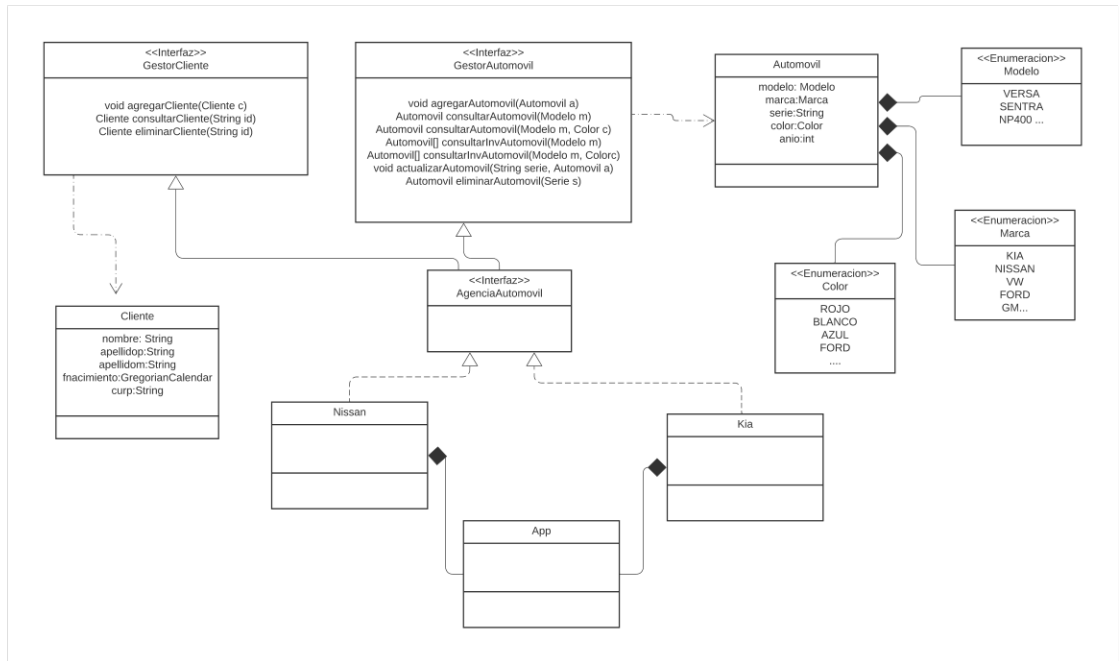 <<Interfaz>>
GestorCliente
void agregarCliente(Cliente c)
Cliente consultarCliente(String id)
Cliente eliminarCliente(String id)
<<Interfaz>>
GestorAutomovil
void agregarAutomovil(Automovil a)
Automovil consultarAutomovil(Modelo m)
Automovil consultarAutomovil(Modelo m, Color c)
Automovil[] consultarInvAutomovil(Modelo m)
Automovil[] consultarInvAutomovil(Modelo m, Colorc)
void actualizarAutomovil(String serie, Automovil a)
Automovil eliminarAutomovil(Serie s)
Automovil
modelo: Modelo
marca:Marca
serie:String
color:Color
anio:int
<<Enumeracion>>
Modelo
VERSA
SENTRA
NP400 ...
<<Enumeracion>>
Marca
KIA
NISSAN
VW
FORD
GM...
<<Enumeracion>>
Color
ROJO
BLANCO
AZUL
FORD
....
<<Interfaz>>
AgenciaAutomovil
Cliente
nombre: String
apellidop:String
apellidom:String
fnacimiento:GregorianCalendar
curp:String
Nissan
Kia
App